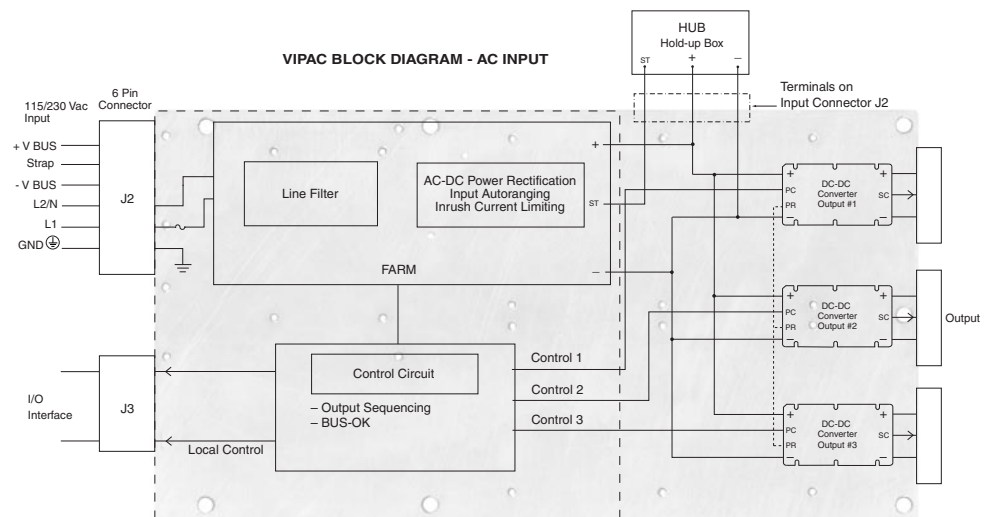 VIPAC BLOCK DIAGRAM - AC INPUT
HUB
Hold-up Box
ST
+
–
Terminals on
Input Connector J2
115/230 Vac
Input
6 Pin
Connector
+ V BUS
Strap
- V BUS
L2/N
L1
GND
J2
Line Filter
AC-DC Power Rectification
Input Autoranging
Inrush Current Limiting
+
ST
–
FARM
+
PC
PR
–
DC-DC
Converter
Output #1
+
SC
–
+
PC
PR
–
DC-DC
Converter
Output #2
+
SC
–
Output
+
PC
PR
–
DC-DC
Converter
Output #3
+
SC
–
I/O
Interface
J3
Local Control
Control Circuit
– Output Sequencing
– BUS-OK
Control 1
Control 2
Control 3